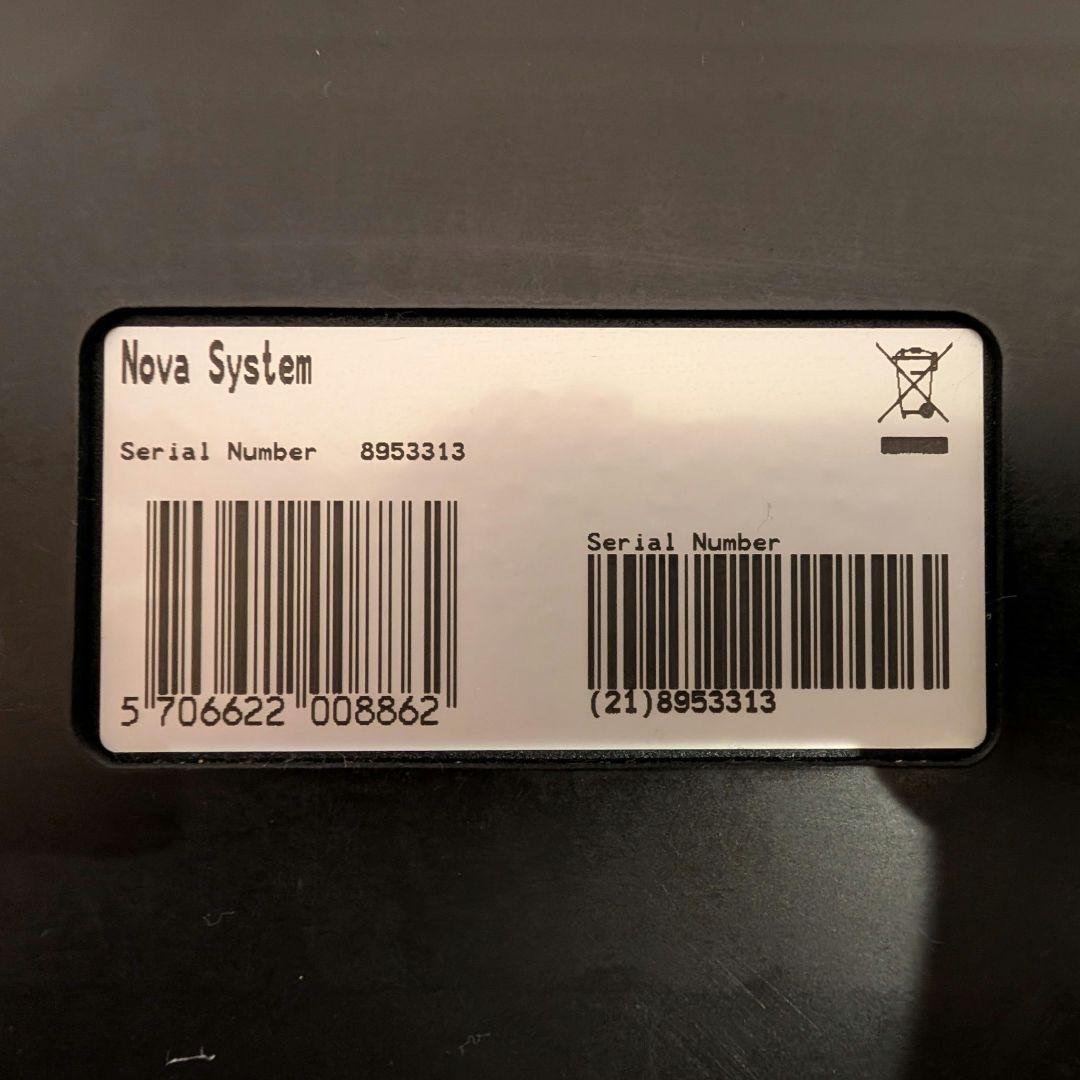 Nova System
Serial Number 8953313
5 706622 008862
Serial Number
(21)8953313